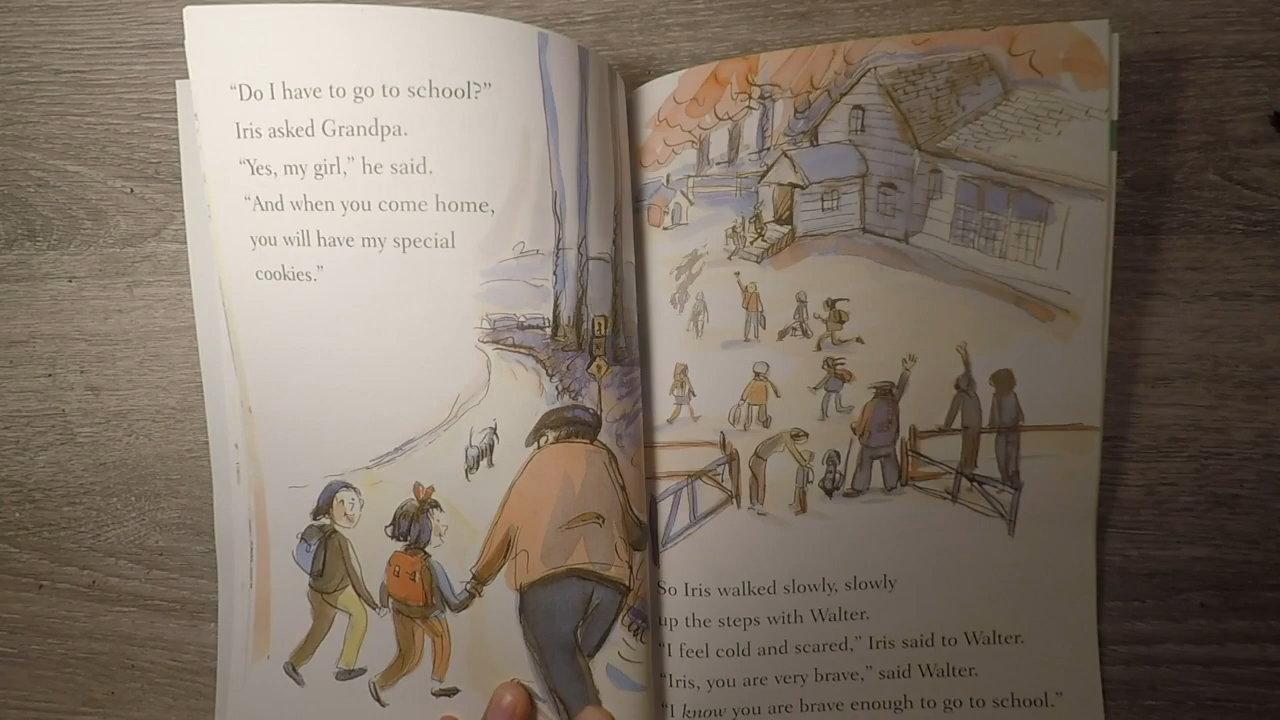 “Do I have to go to school?”
Iris asked Grandpa.
“Yes, my girl,” he said.
“And when you come home,
you will have my special
cookies.”
So Iris walked slowly, slowly
up the steps with Walter.
“I feel cold and scared,” Iris said to Walter.
“Iris, you are very brave,” said Walter.
“I know you are brave enough to go to school.”